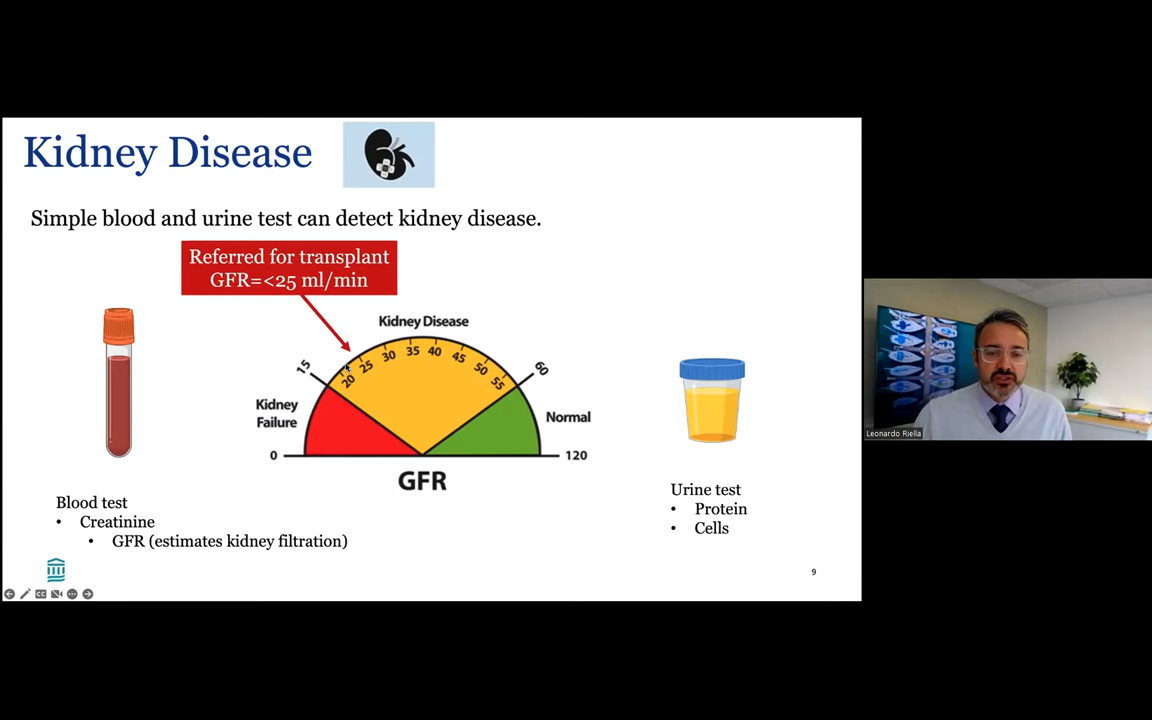 Kidney Disease
Simple blood and urine test can detect kidney disease.
Referred for transplant
GFR=<25 ml/min
Kidney Disease
15
20
25
30
35
40
45
50
55
60
Kidney
Failure
Normal
0
120
GFR
Blood test
• Creatinine
• GFR (estimates kidney filtration)
Urine test
• Protein
• Cells
9
CC
Leonardo Riella